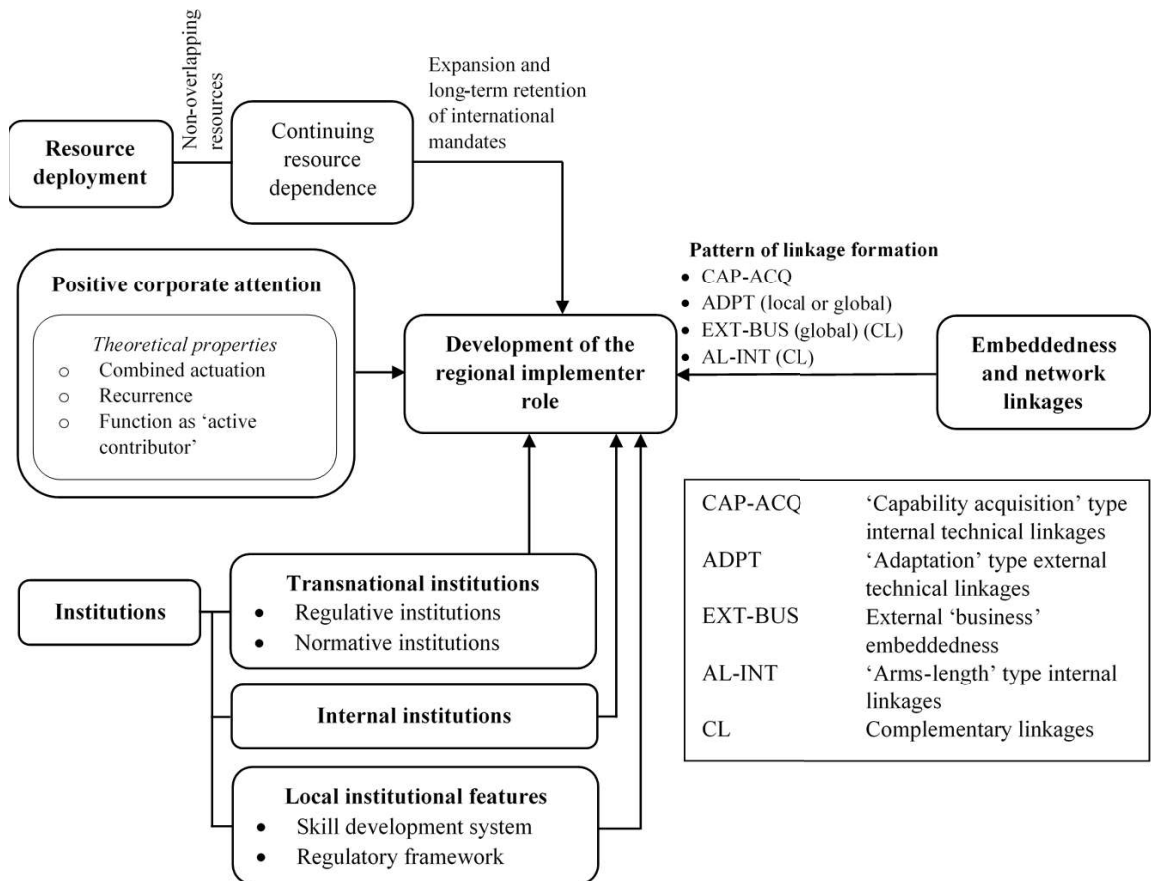 Non-overlapping
resources
Expansion and
long-term retention
of international
mandates
Resource
deployment
Continuing
resource
dependence
Positive corporate attention
Theoretical properties
o Combined actuation
o Recurrence
o Function as ‘active
contributor’
Development of the
regional implementer
role
Pattern of linkage formation
• CAP-ACQ
• ADPT (local or global)
• EXT-BUS (global) (CL)
• AL-INT (CL)
Embeddedness
and network
linkages
Institutions
Transnational institutions
• Regulative institutions
• Normative institutions
Internal institutions
Local institutional features
• Skill development system
• Regulatory framework
CAP-ACQ ‘Capability acquisition’ type
internal technical linkages
ADPT ‘Adaptation’ type external
technical linkages
EXT-BUS External ‘business’
embeddedness
AL-INT ‘Arms-length’ type internal
linkages
CL Complementary linkages